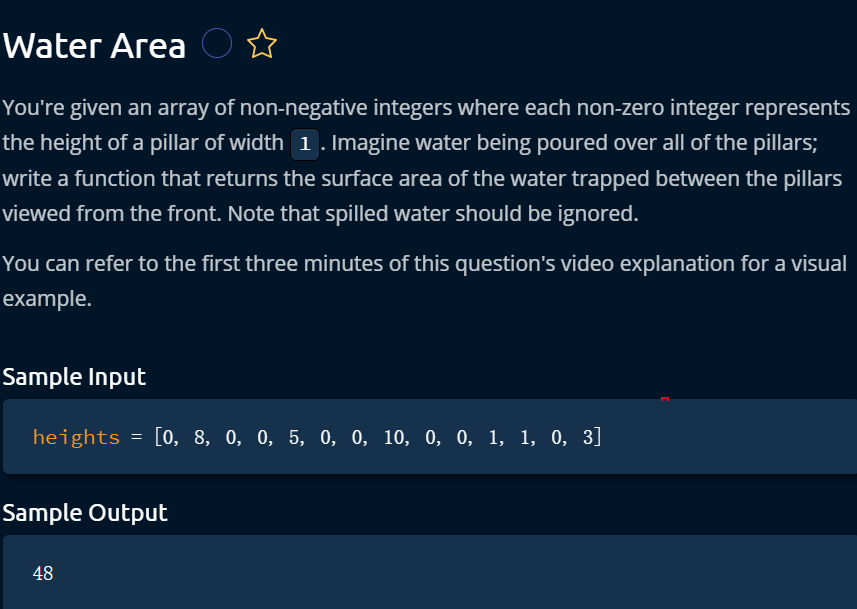 Water Area
You're given an array of non-negative integers where each non-zero integer represents
the height of a pillar of width 1. Imagine water being poured over all of the pillars;
write a function that returns the surface area of the water trapped between the pillars
viewed from the front. Note that spilled water should be ignored.
You can refer to the first three minutes of this question's video explanation for a visual
example.
Sample Input
heights = [0, 8, 0, 0, 5, 0, 0, 10, 0, 0, 1, 1, 0, 3]
Sample Output
48